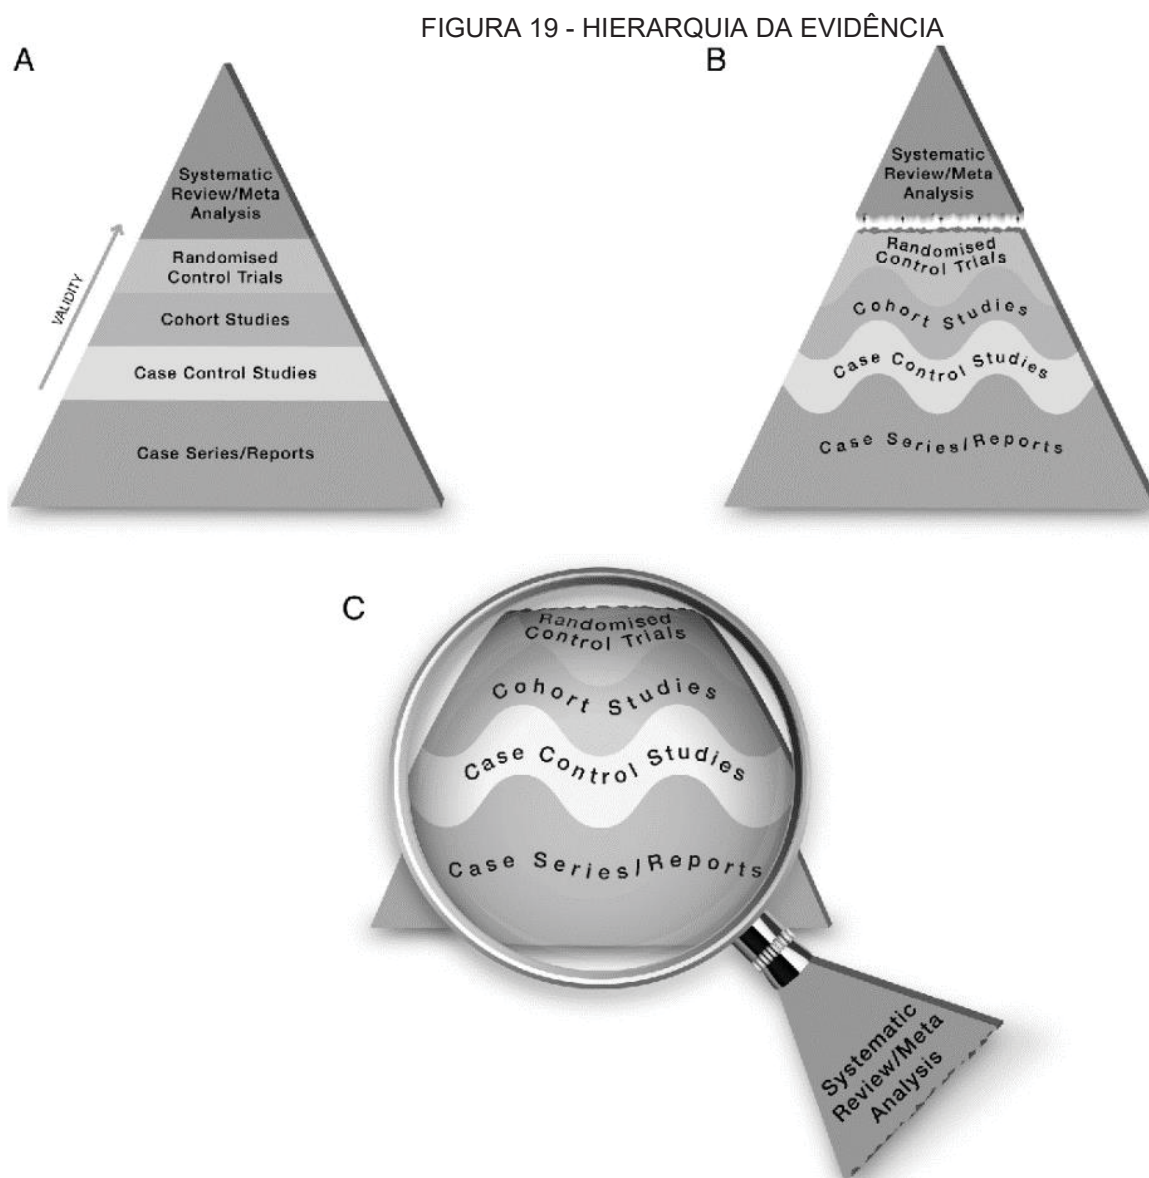 FIGURA 19 - HIERARQUIA DA EVIDÊNCIA
A
Systematic
Review/Meta
Analysis
Randomised
Control Trials
Cohort Studies
Case Control Studies
Case Series/Reports
VALIDITY
B
Systematic
Review/Meta
Analysis
Randomised
Control Trials
Cohort Studies
Case Control Studies
Case Series/Reports
C
Randomised
Control Trials
Cohort Studies
Case Control Studies
Case Series/Reports
Systematic
Review/Meta
Analysis